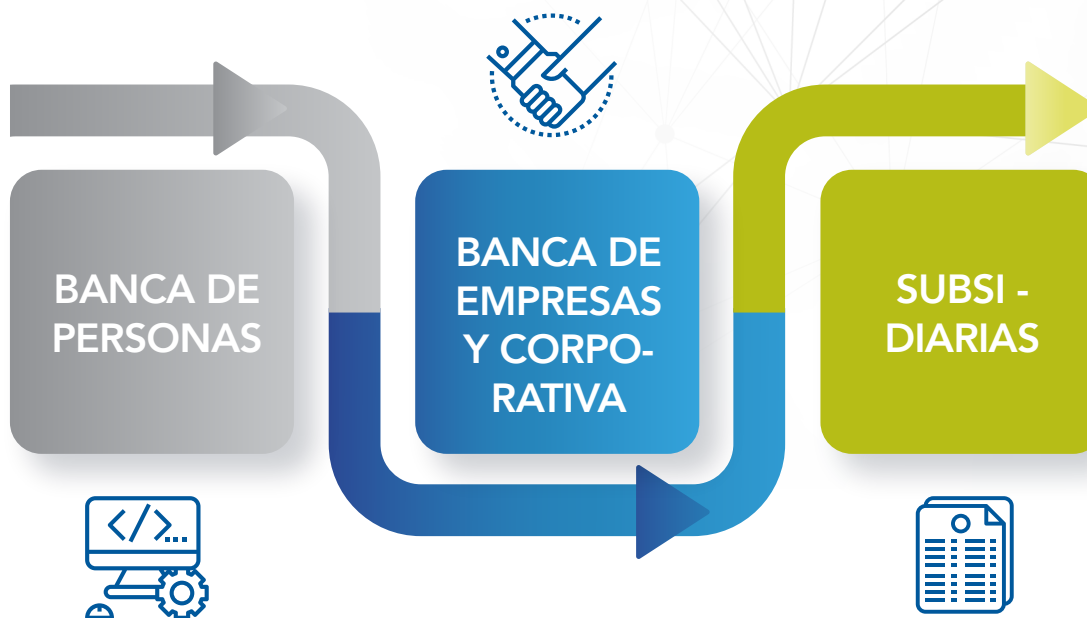 BANCA DE
PERSONAS
BANCA DE
EMPRESAS
Y CORPO-
RATIVA
SUBSI -
DIARIAS
</>...